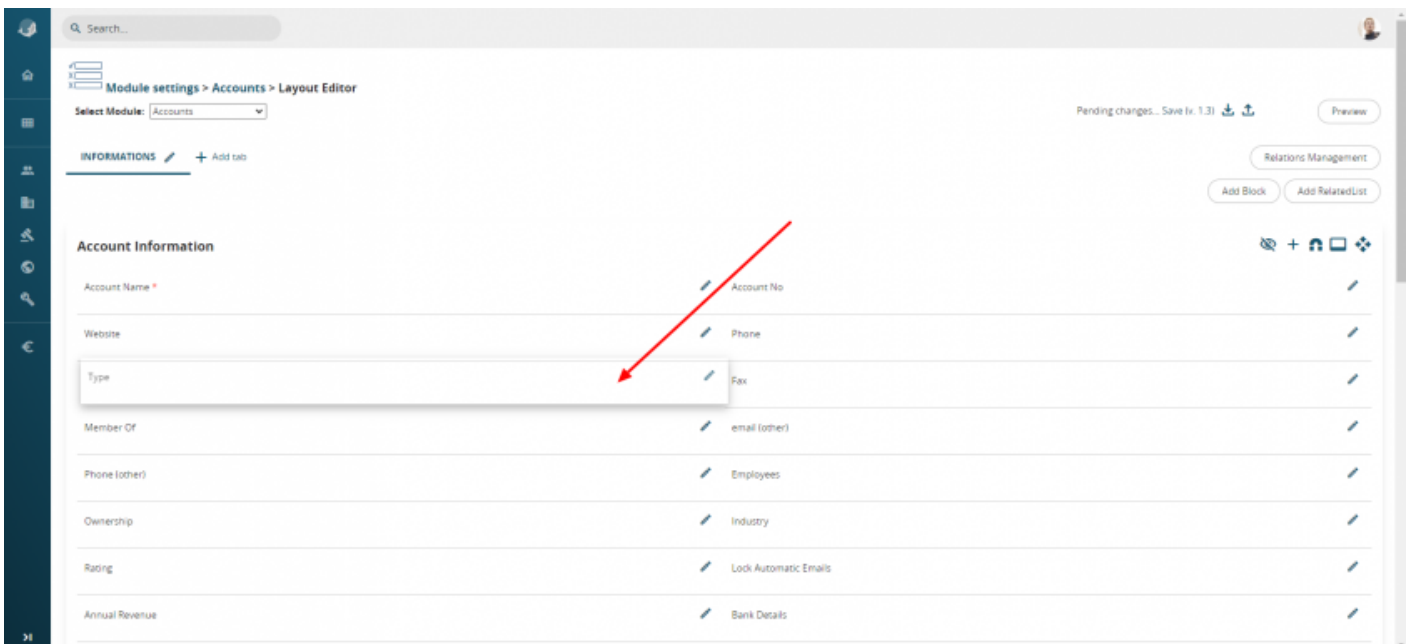 Search...
Module settings > Accounts > Layout Editor
Select Module: Accounts
Pending changes... Save (v. 1.3)
Preview
INFORMATIONS
+ Add tab
Relations Management
Add Block
Add RelatedList
Account Information
Account Name *
Account No
Website
Phone
Type
Fax
Member Of
email (other)
Phone (other)
Employees
Ownership
Industry
Rating
Lock Automatic Emails
Annual Revenue
Bank Details